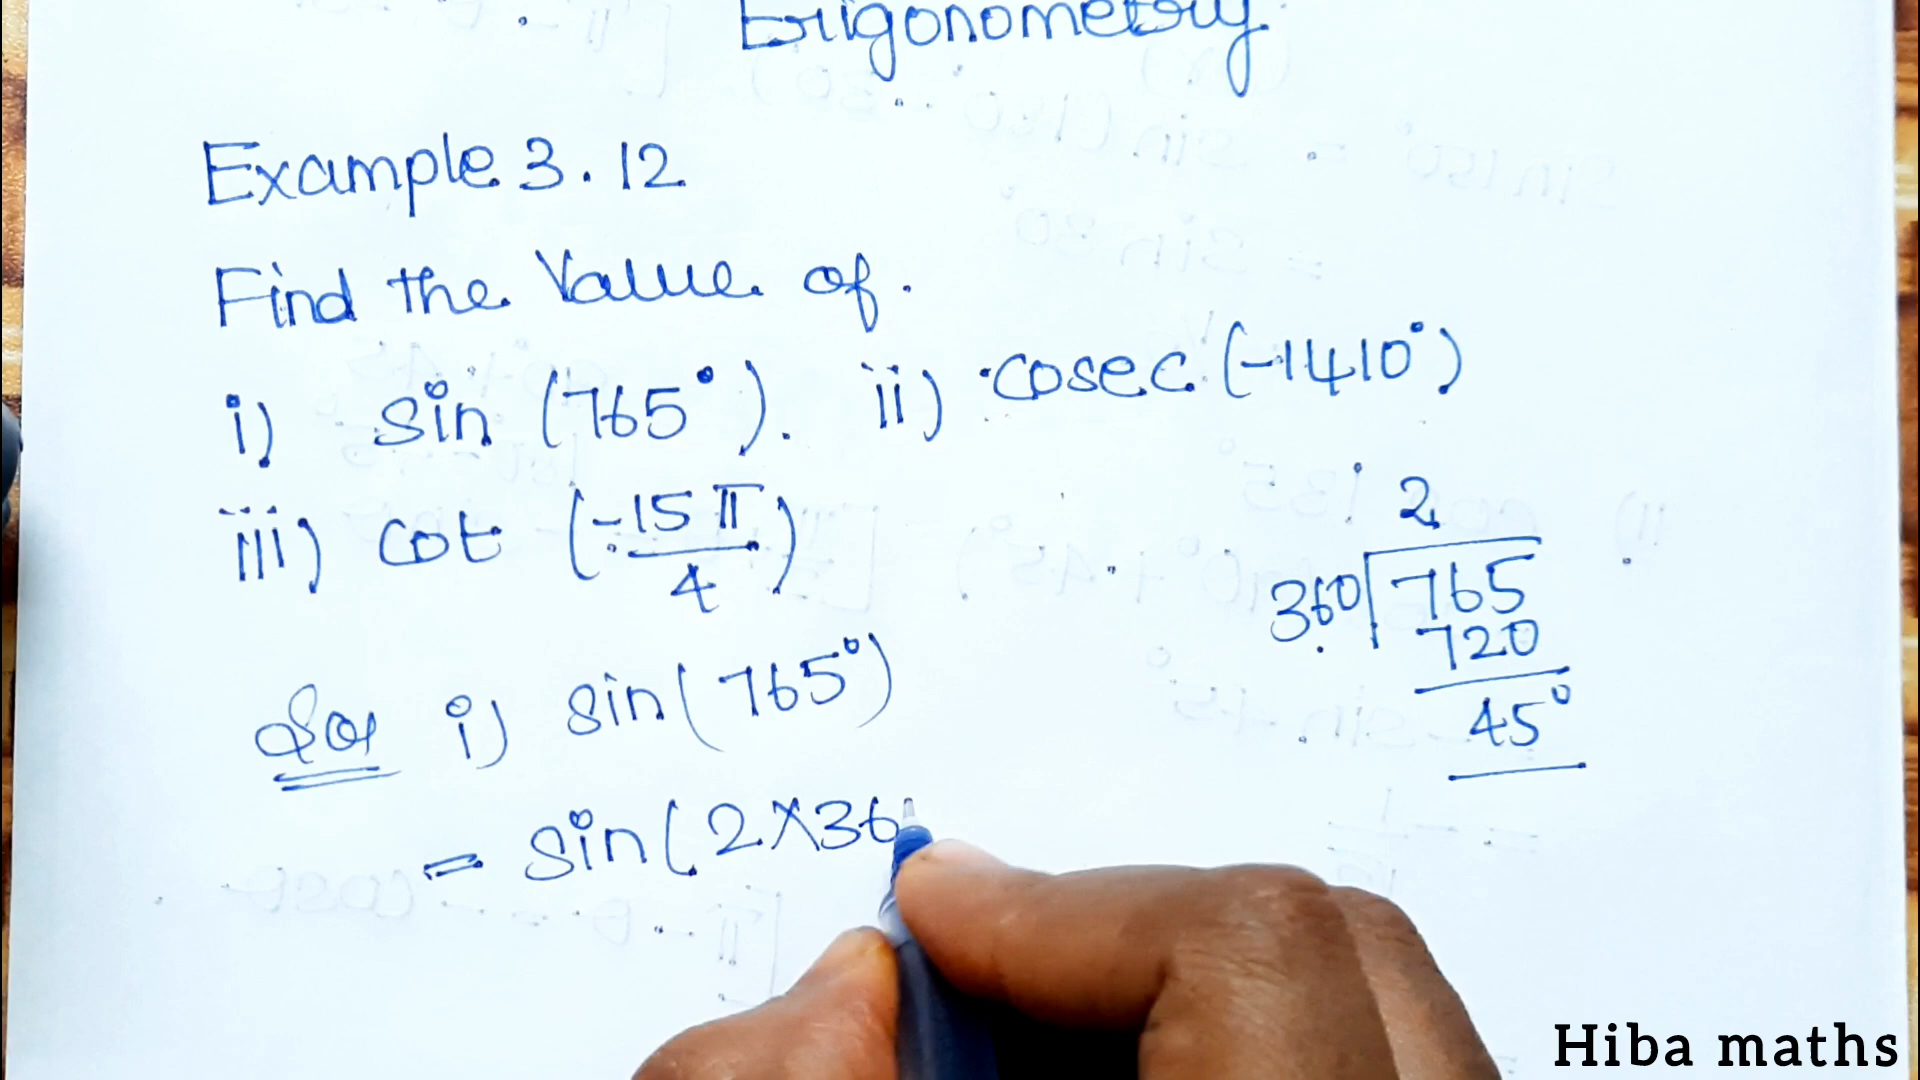 trigonometry
Example 3.12
Find the Value of.
i) sin (765°). ii) cosec (-1410°)
iii) cot (-15π/4)
2
360 765
720
45°
Sol i) sin(765°)
= sin(2×36
Hiba maths